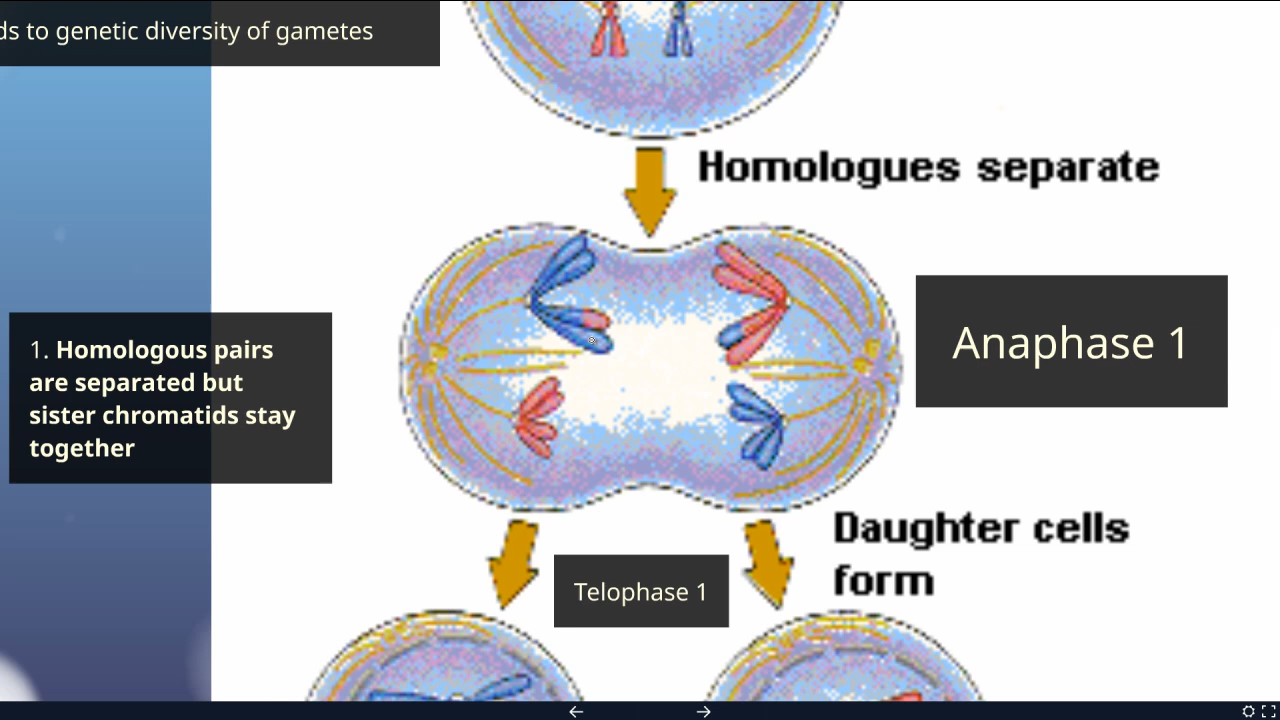 ds to genetic diversity of gametes
Homologues separate
Anaphase 1
1. Homologous pairs
are separated but
sister chromatids stay
together
Daughter cells
form
Telophase 1